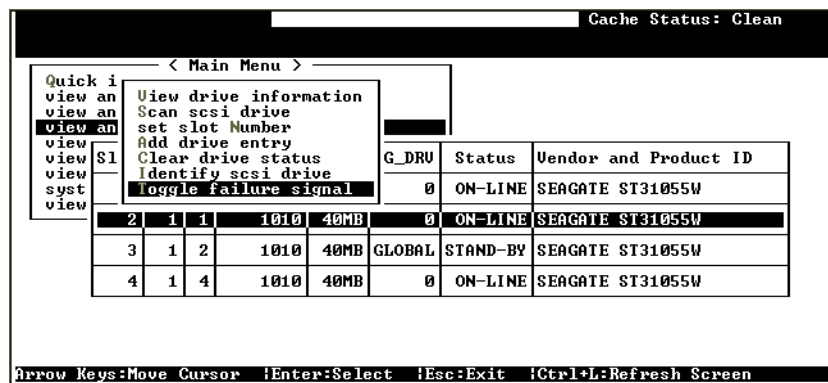 Cache Status: Clean
< Main Menu >
Quick i
view an
view an
view an
view
view
view
syst
view
View drive information
Scan scsi drive
set slot Number
Add drive entry
Clear drive status
Identify scsi drive
Toggle failure signal
Sl G_DRV Status Vendor and Product ID
0 ON-LINE SEAGATE ST31055W
2 1 1 1010 40MB 0 ON-LINE SEAGATE ST31055W
3 1 2 1010 40MB GLOBAL STAND-BY SEAGATE ST31055W
4 1 4 1010 40MB 0 ON-LINE SEAGATE ST31055W
Arrow Keys:Move Cursor |Enter:Select |Esc:Exit |Ctrl+L:Refresh Screen